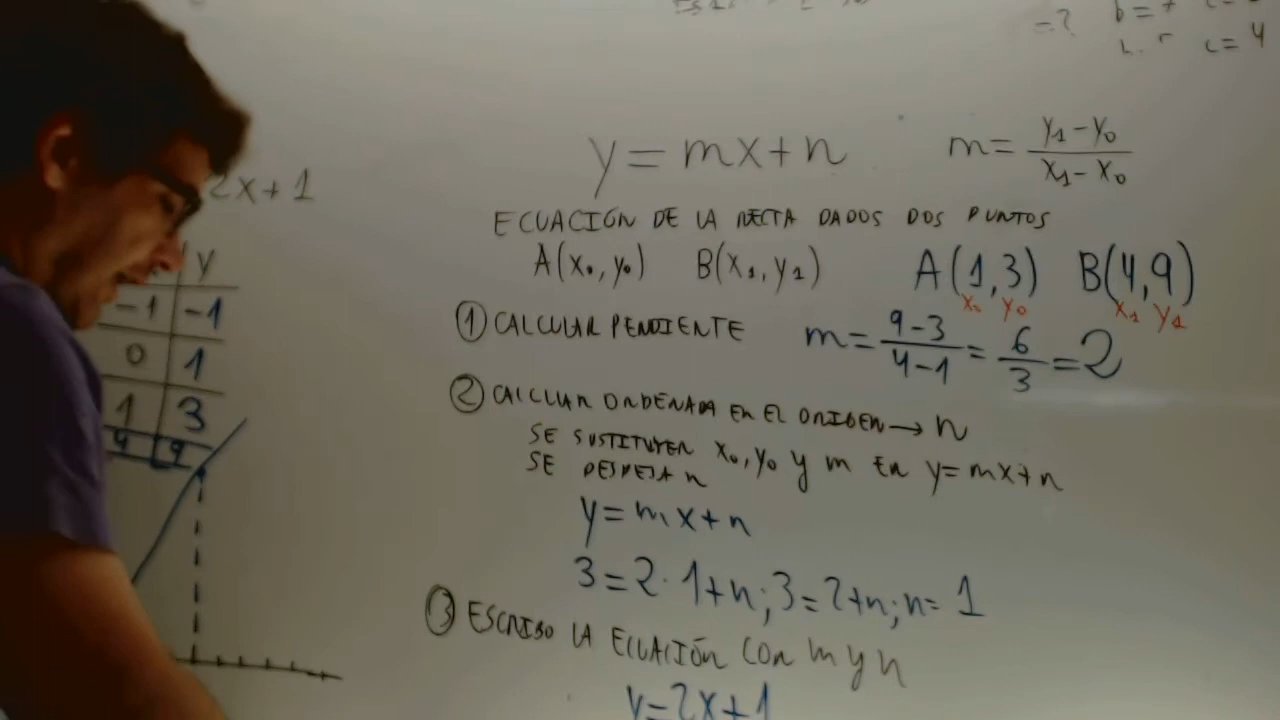 b = +
= ?
c = 4
y = mx + n
m = (y₁ - y₀) / (x₁ - x₀)
2x + 1
ECUACIÓN DE LA RECTA DADOS DOS PUNTOS
A(x₀, y₀) B(x₁, y₁) A(1, 3) B(4, 9)
x₀ y₀ x₁ y₁
① CALCULAR PENDIENTE m = (9 - 3) / (4 - 1) = 6/3 = 2
② CALCULAR ORDENADA EN EL ORIGEN → n
SE SUSTITUYEN x₀, y₀ y m EN y = mx + n
SE DESPEJA n
y = mx + n
3 = 2 · 1 + n; 3 = 2 + n; n = 1
③ ESCRIBO LA ECUACIÓN CON m y n
y = 2x + 1
y
-1 -1
0 1
1 3
4 9